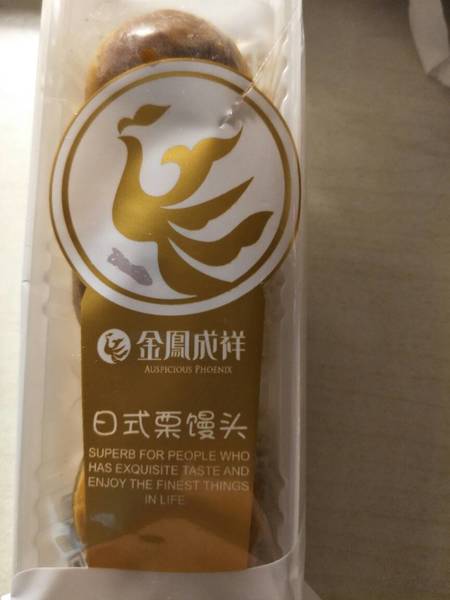 金鳳成祥
AUSPICIOUS PHOENIX
日式栗馒头
SUPERB FOR PEOPLE WHO
HAS EXQUISITE TASTE AND
ENJOY THE FINEST THINGS
IN LIFE